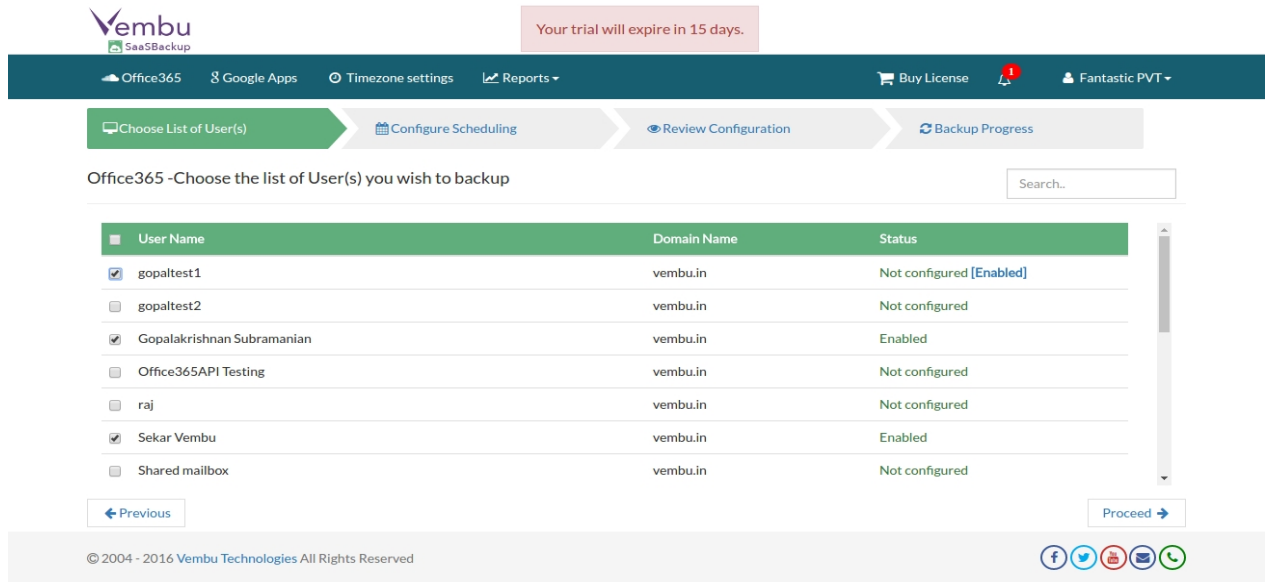 Vembu
SaaSBackup
Your trial will expire in 15 days.
Office365 Google Apps Timezone settings Reports Buy License 1 Fantastic PVT
Choose List of User(s) Configure Scheduling Review Configuration Backup Progress
Office365 -Choose the list of User(s) you wish to backup
Search..
User Name Domain Name Status
gopaltest1 vembu.in Not configured [Enabled]
gopaltest2 vembu.in Not configured
Gopalakrishnan Subramanian vembu.in Enabled
Office365API Testing vembu.in Not configured
raj vembu.in Not configured
Sekar Vembu vembu.in Enabled
Shared mailbox vembu.in Not configured
Previous Proceed
© 2004 - 2016 Vembu Technologies All Rights Reserved